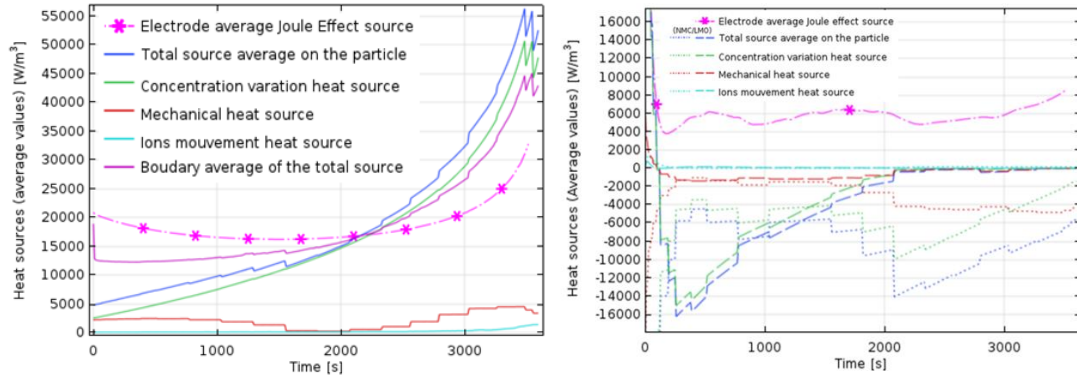 55000
50000
45000
40000
35000
30000
25000
20000
15000
10000
5000
0
Heat sources (average values) [W/m³]
Electrode average Joule Effect source
Total source average on the particle
Concentration varation heat source
Mechanical heat source
Ions mouvement heat source
Boudary average of the total source
0
1000
2000
3000
Time [s]
16000
14000
12000
10000
8000
6000
4000
2000
0
-2000
-4000
-6000
-8000
-10000
-12000
-14000
-16000
Heat sources (Average values) [W/m³]
Electrode average Joule effect source
(NMC/LMO)
Total source average on the particle
Concentration variation heat source
Mechanical heat source
Ions mouvement heat source
0
1000
2000
3000
Time [s]